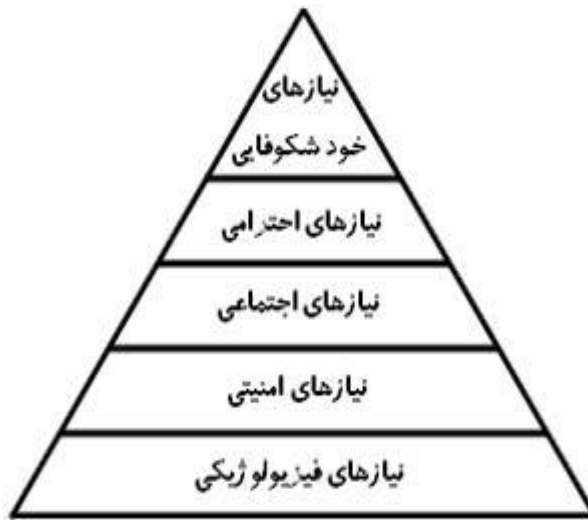 نیازهای
خود شکوفایی
نیازهای احترامی
نیازهای اجتماعی
نیازهای امنیتی
نیازهای فیزیولوژیکی